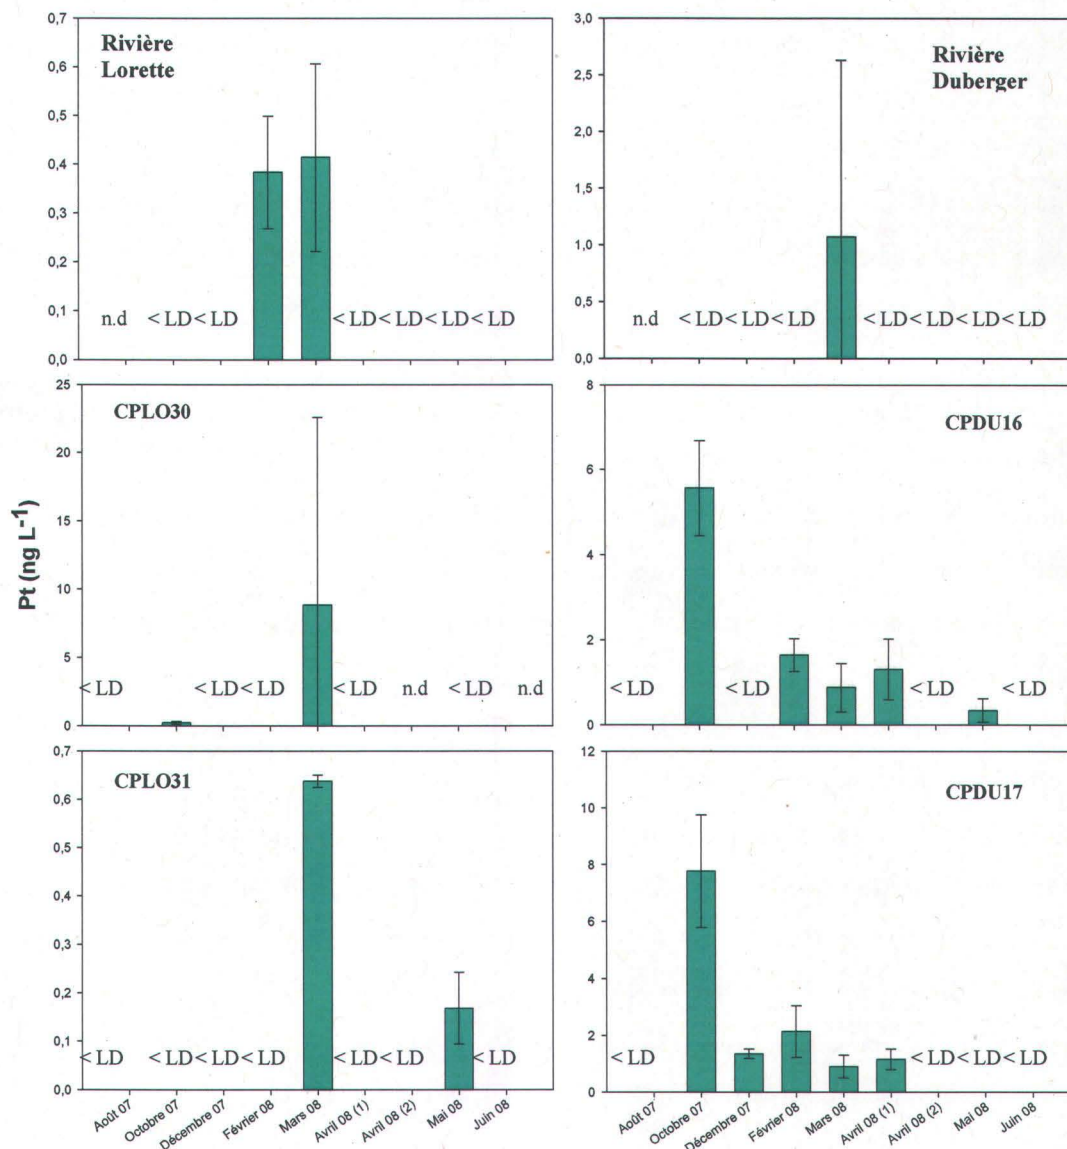 Pt (ng L-1)
Rivière
Lorette
0,7
0,6
0,5
0,4
0,3
0,2
0,1
0,0
n.d < LD < LD < LD < LD < LD < LD
Rivière
Duberger
3,0
2,5
2,0
1,5
1,0
0,5
0,0
n.d < LD < LD < LD < LD < LD < LD < LD
CPLO30
25
20
15
10
5
0
< LD < LD < LD < LD n.d < LD n.d
CPDU16
8
6
4
2
0
< LD < LD < LD < LD
CPLO31
0,7
0,6
0,5
0,4
0,3
0,2
0,1
0,0
< LD < LD < LD < LD < LD < LD < LD
Août 07
Octobre 07
Décembre 07
Février 08
Mars 08
Avril 08 (1)
Avril 08 (2)
Mai 08
Juin 08
CPDU17
12
10
8
6
4
2
0
< LD < LD < LD < LD
Août 07
Octobre 07
Décembre 07
Février 08
Mars 08
Avril 08 (1)
Avril 08 (2)
Mai 08
Juin 08